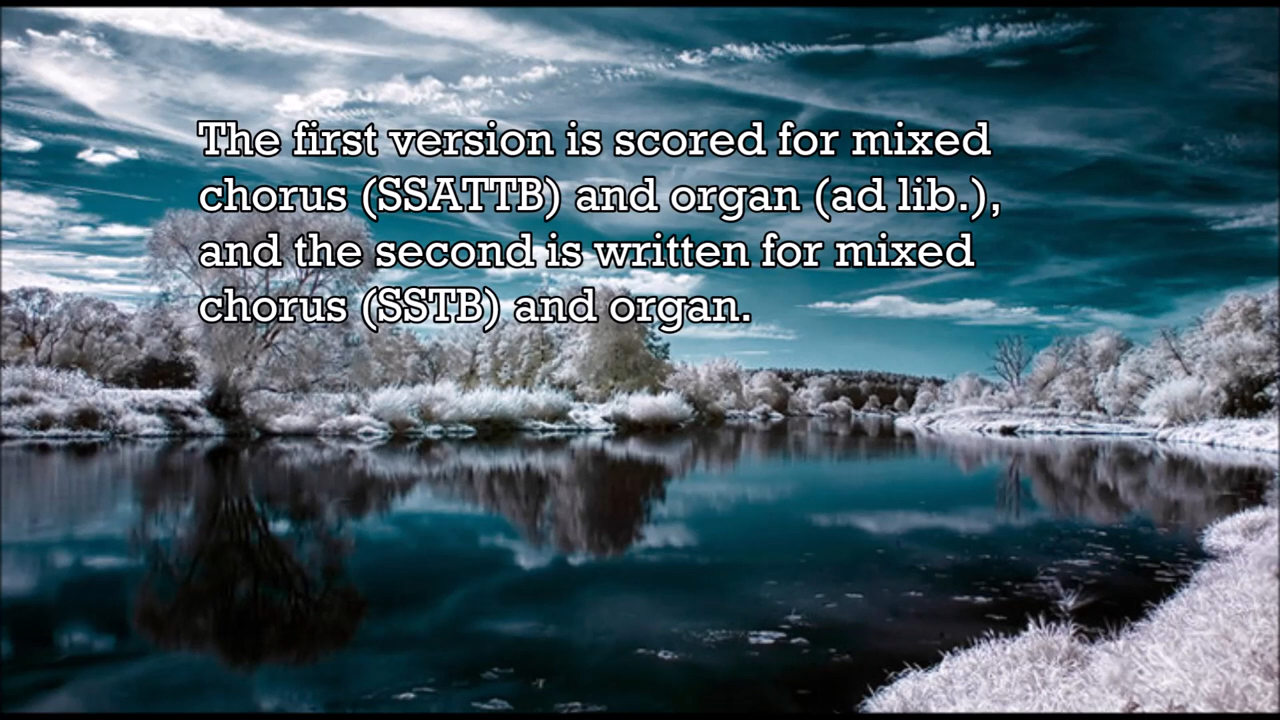 The first version is scored for mixed
chorus (SSATTB) and organ (ad lib.),
and the second is written for mixed
chorus (SSTB) and organ.